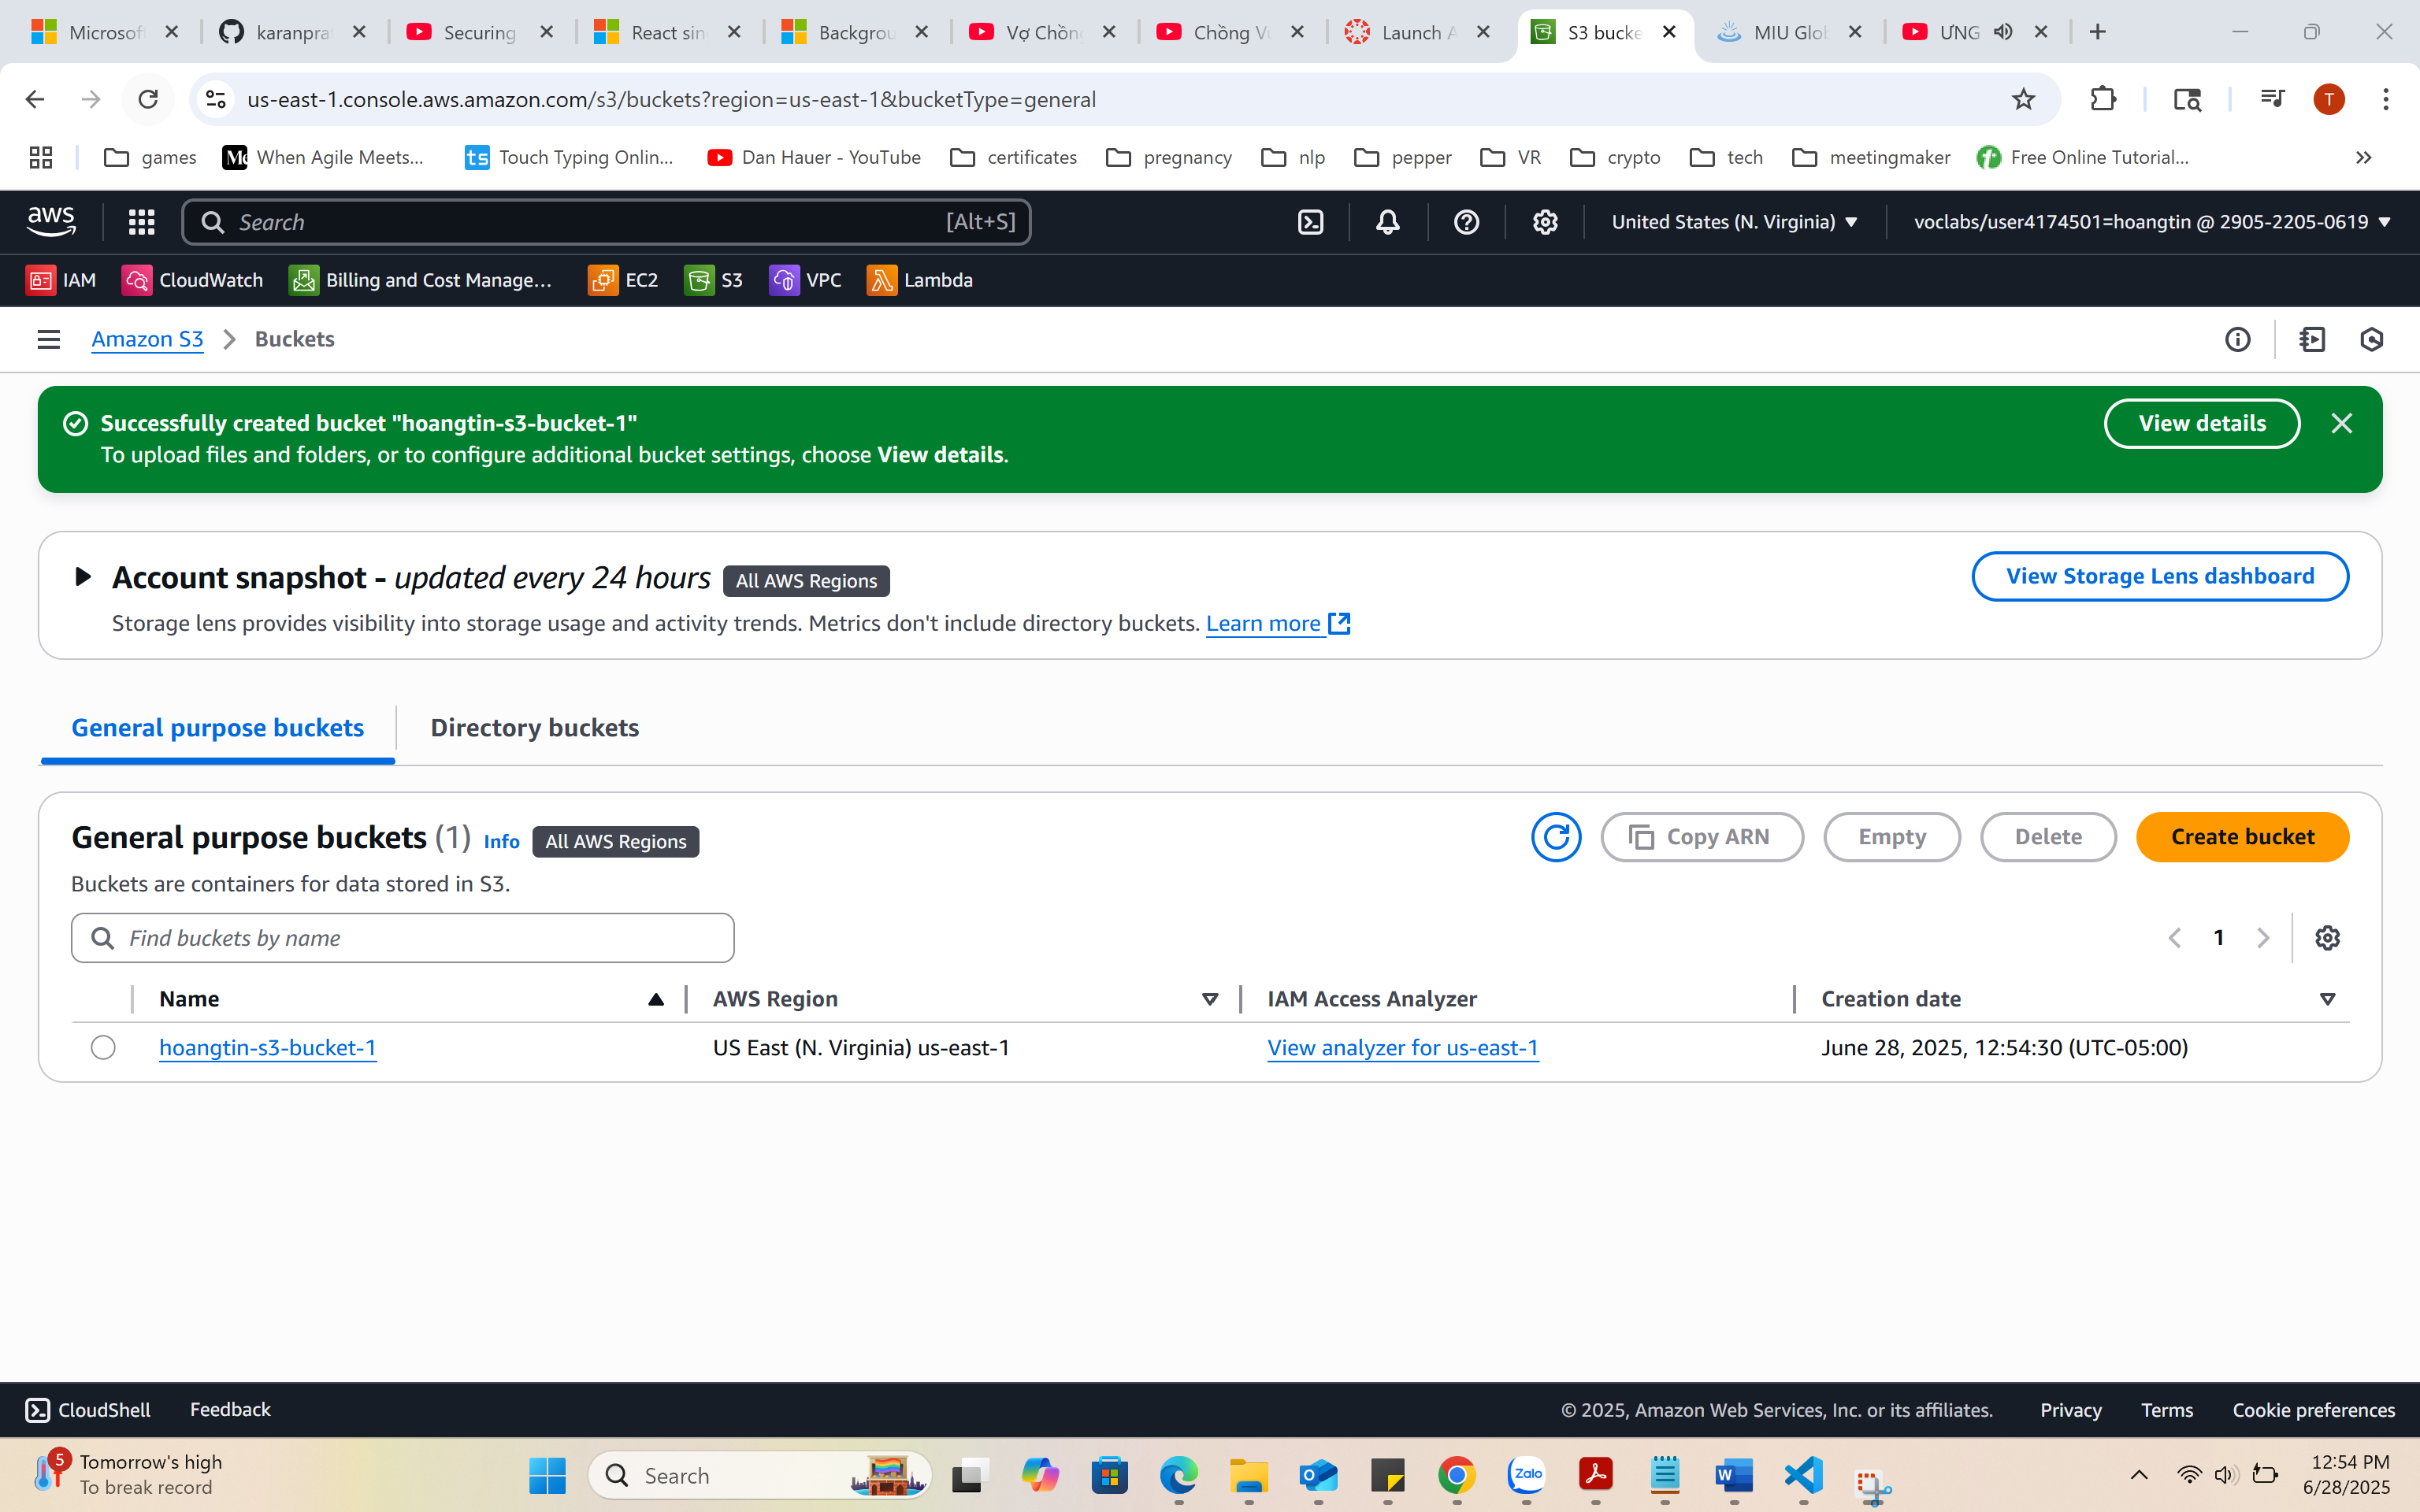 Microsof
karanpra
Securing
React sin
Backgrou
Vợ Chồn
Chồng V
Launch A
S3 bucke
MIU Glo
ƯNG
us-east-1.console.aws.amazon.com/s3/buckets?region=us-east-1&bucketType=general
T
games
When Agile Meets...
ts
Touch Typing Onlin...
Dan Hauer - YouTube
certificates
pregnancy
nlp
pepper
VR
crypto
tech
meetingmaker
Free Online Tutorial...
aws
Search
[Alt+S]
United States (N. Virginia)
voclabs/user4174501=hoangtin @ 2905-2205-0619
IAM
CloudWatch
Billing and Cost Manage...
EC2
S3
VPC
Lambda
Amazon S3
Buckets
Successfully created bucket "hoangtin-s3-bucket-1"
To upload files and folders, or to configure additional bucket settings, choose View details.
View details
Account snapshot - updated every 24 hours
All AWS Regions
View Storage Lens dashboard
Storage lens provides visibility into storage usage and activity trends. Metrics don't include directory buckets. Learn more
General purpose buckets
Directory buckets
General purpose buckets (1)
Info
All AWS Regions
Copy ARN
Empty
Delete
Create bucket
Buckets are containers for data stored in S3.
Find buckets by name
1
Name
AWS Region
IAM Access Analyzer
Creation date
hoangtin-s3-bucket-1
US East (N. Virginia) us-east-1
View analyzer for us-east-1
June 28, 2025, 12:54:30 (UTC-05:00)
CloudShell
Feedback
© 2025, Amazon Web Services, Inc. or its affiliates.
Privacy
Terms
Cookie preferences
5
Tomorrow's high
To break record
Search
Zalo
12:54 PM
6/28/2025